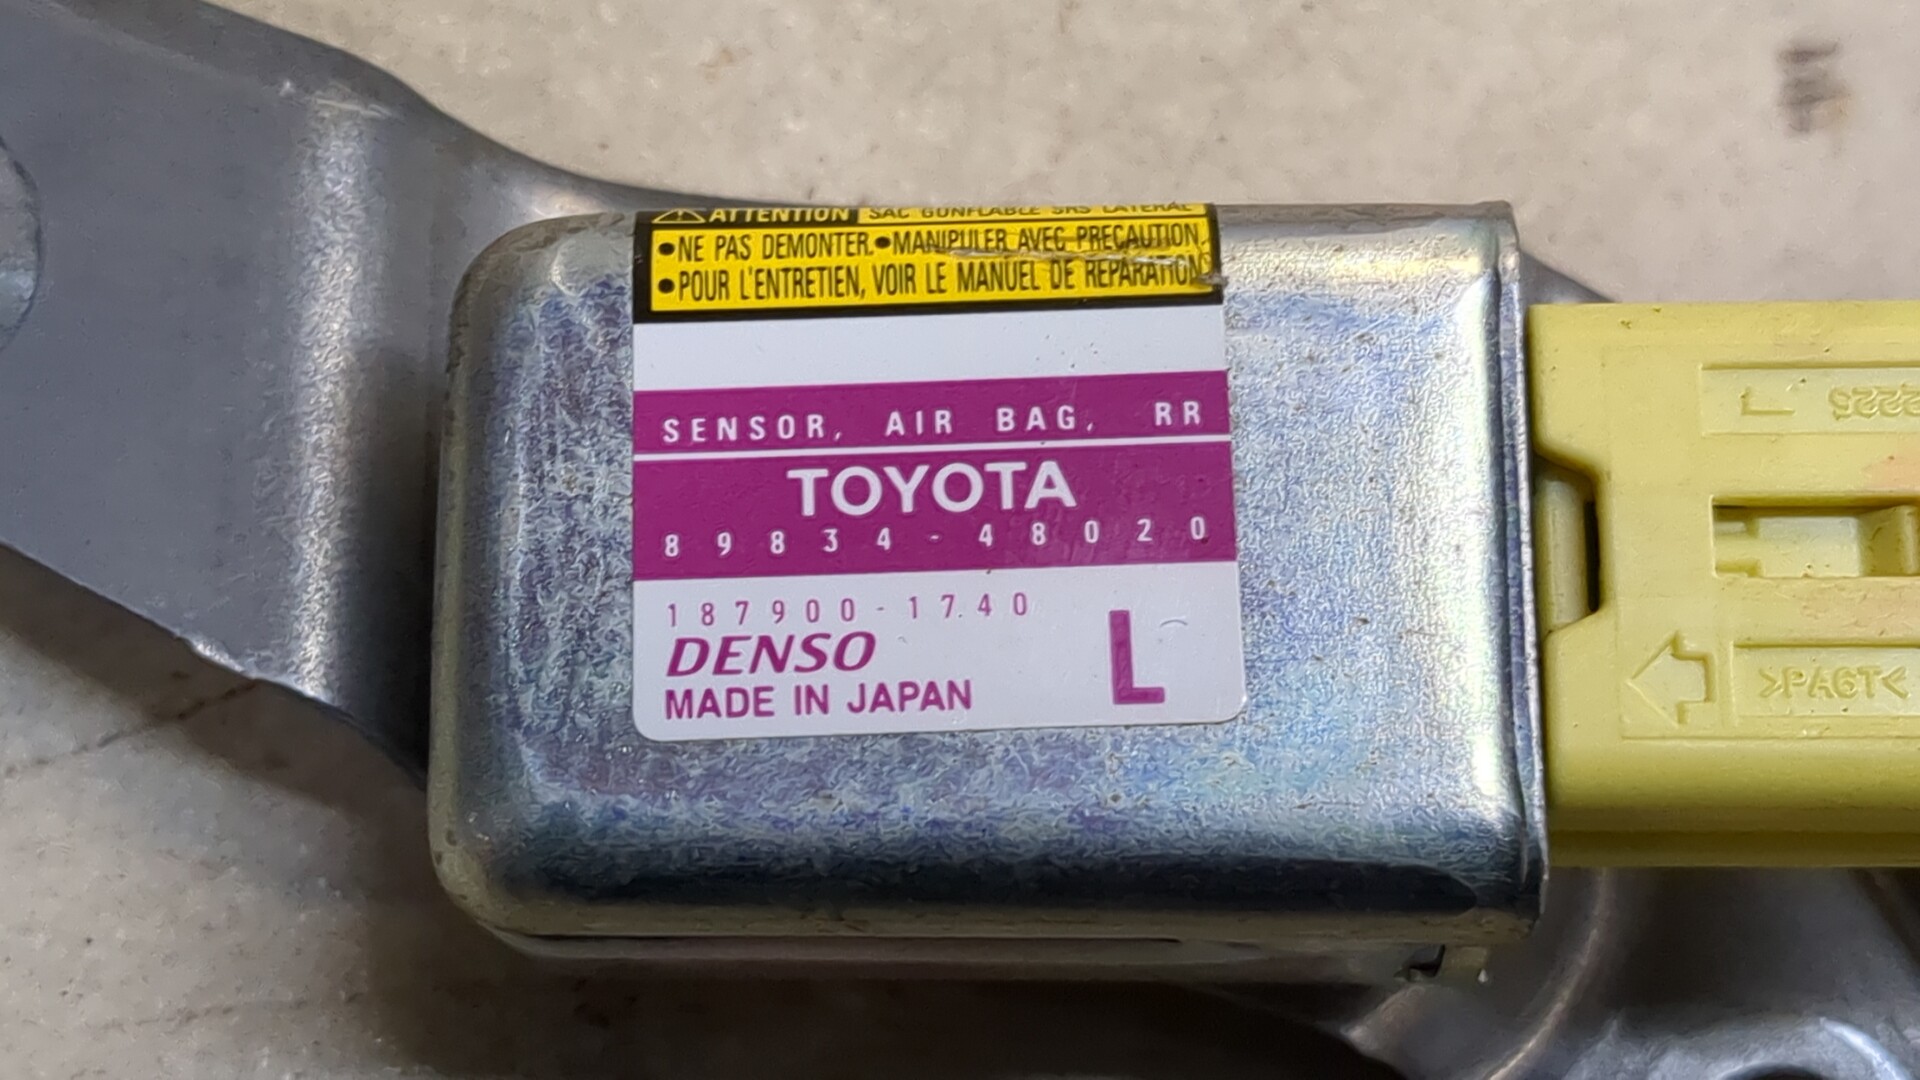 ATTENTION SAC GONFLABLE SRS LATERAL
•NE PAS DEMONTER. •MANIPULER AVEC PRECAUTION
•POUR L'ENTRETIEN, VOIR LE MANUEL DE REPARATION
SENSOR, AIR BAG, RR
TOYOTA
89834-48020
187900-1740
DENSO
L
MADE IN JAPAN
>PA6T<